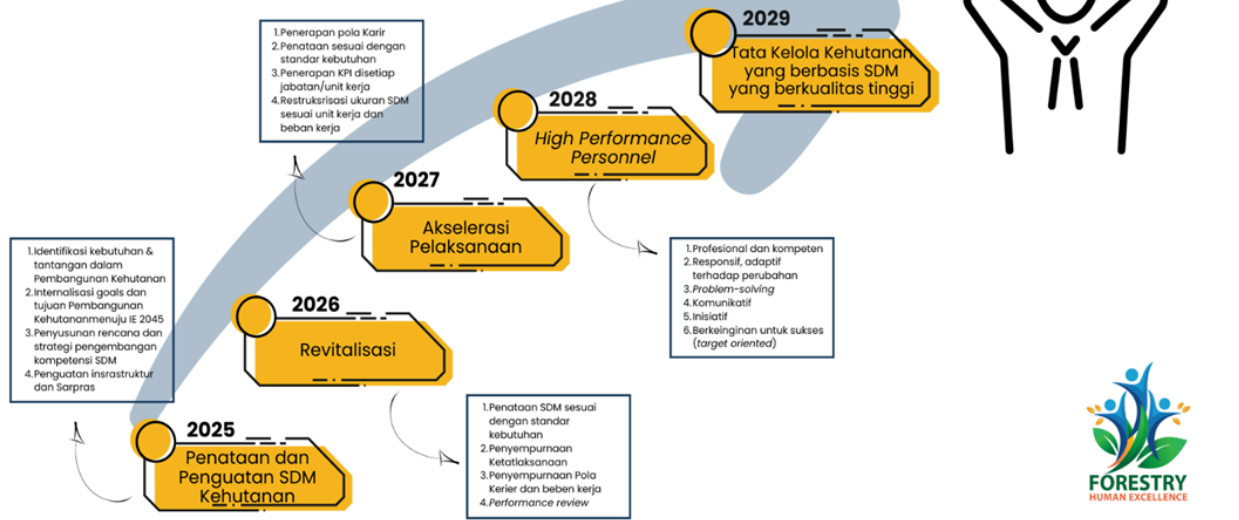 2029
Tata Kelola Kehutanan
yang berbasis SDM
yang berkualitas tinggi
1.Penerapan pola Karir
2.Penataan sesuai dengan
standar kebutuhan
3.Penerapan KPI disetiap
jabatan/unit kerja
4.Restruksrisasi ukuran SDM
sesuai unit kerja dan
beban kerja
2028
High Performance
Personnel
2027
Akselerasi
Pelaksanaan
1.Identifikasi kebutuhan &
tantangan dalam
Pembangunan Kehutanan
2.Internalisasi goals dan
tujuan Pembangunan
Kehutananmenuju IE 2045
3.Penyusunan rencana dan
strategi pengembangan
kompetensi SDM
4.Penguatan insrastruktur
dan Sarpras
1.Profesional dan kompeten
2.Responsif, adaptif
terhadap perubahan
3.Problem-solving
4.Komunikatif
5.Inisiatif
6.Berkeinginan untuk sukses
(target oriented)
2026
Revitalisasi
2025
Penataan dan
Penguatan SDM
Kehutanan
1.Penataan SDM sesuai
dengan standar
kebutuhan
2.Penyempurnaan
Ketatlaksanaan
3.Penyempurnaan Pola
Kerier dan beben kerja
4.Performance review
FORESTRY
HUMAN EXCELLENCE